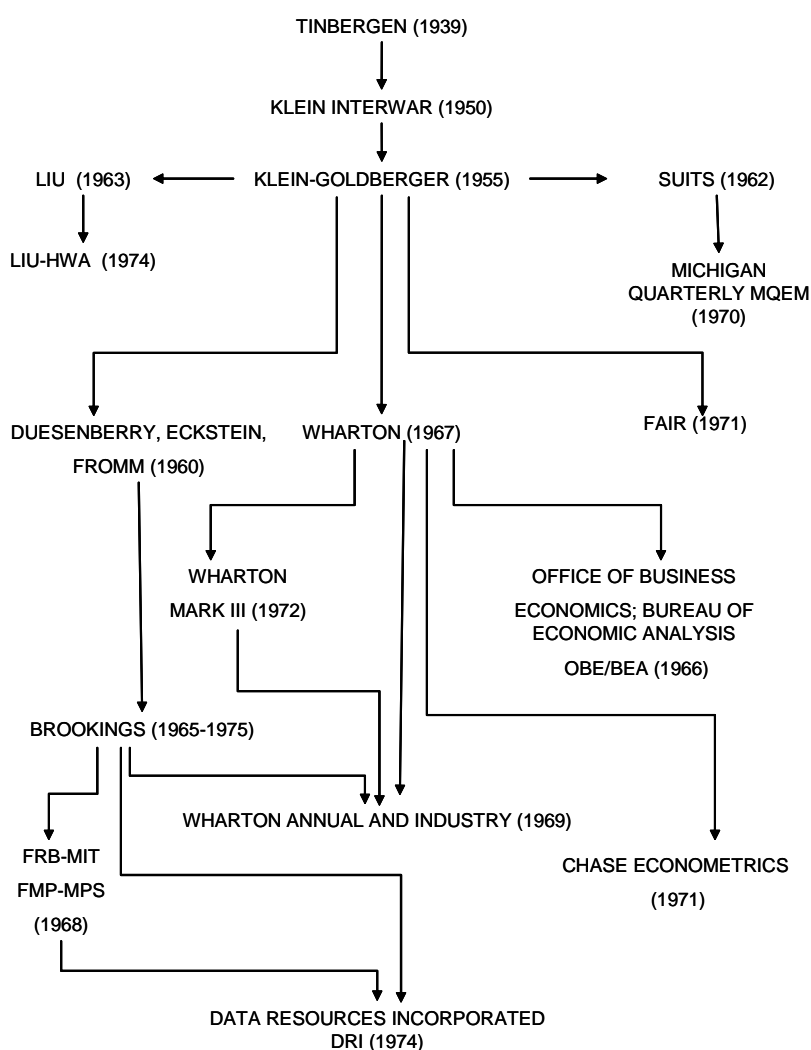 TINBERGEN (1939)
KLEIN INTERWAR (1950)
LIU (1963)
KLEIN-GOLDBERGER (1955)
SUITS (1962)
LIU-HWA (1974)
MICHIGAN
QUARTERLY MQEM
(1970)
DUESENBERRY, ECKSTEIN,
FROMM (1960)
WHARTON (1967)
FAIR (1971)
WHARTON
MARK III (1972)
OFFICE OF BUSINESS
ECONOMICS; BUREAU OF
ECONOMIC ANALYSIS
OBE/BEA (1966)
BROOKINGS (1965-1975)
WHARTON ANNUAL AND INDUSTRY (1969)
FRB-MIT
FMP-MPS
(1968)
CHASE ECONOMETRICS
(1971)
DATA RESOURCES INCORPORATED
DRI (1974)